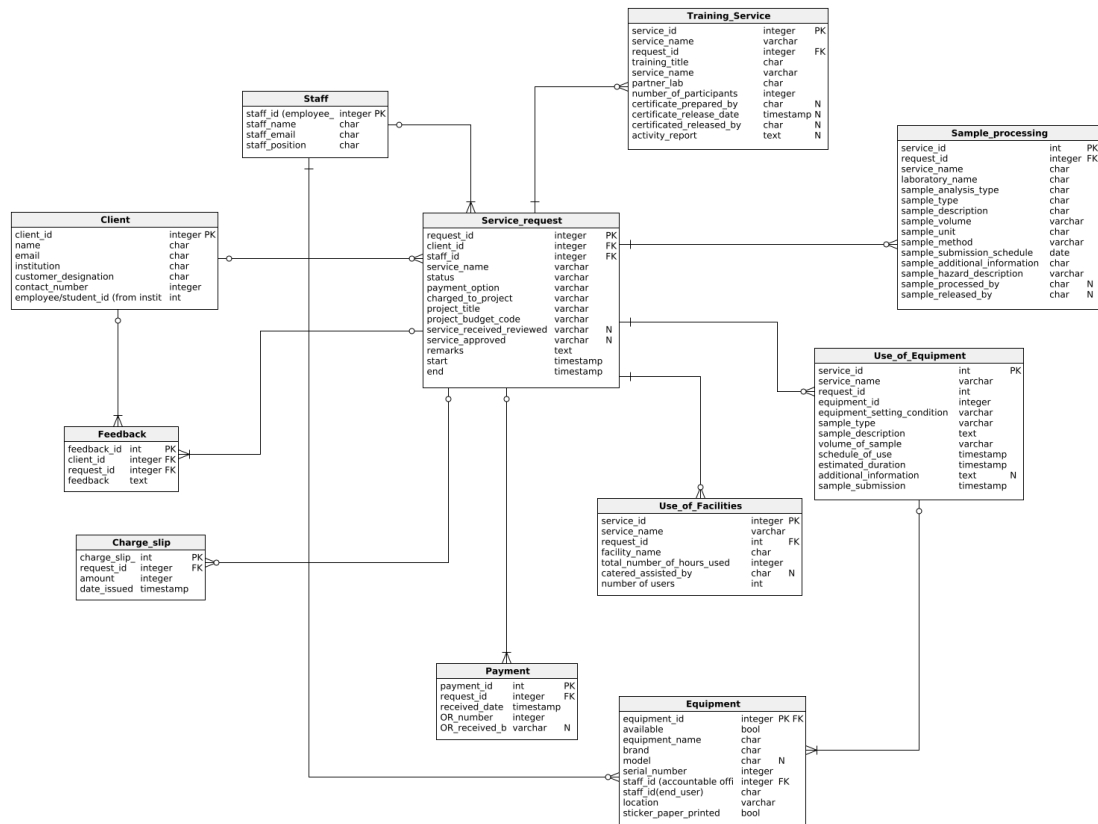 Training_Service
service_id integer PK
service_name varchar
request_id integer FK
training_title char
service_name varchar
partner_lab char
number_of_participants integer
certificate_prepared_by char N
certificate_release_date timestamp N
certificated_released_by char N
activity_report text N
Staff
staff_id (employee_ integer PK
staff_name char
staff_email char
staff_position char
Sample_processing
service_id int PK
request_id integer FK
service_name char
laboratory_name char
sample_analysis_type char
sample_type char
sample_description char
sample_volume varchar
sample_unit char
sample_method varchar
sample_submission_schedule date
sample_additional_information char
sample_hazard_description varchar
sample_processed_by char N
sample_released_by char N
Client
client_id integer PK
name char
email char
institution char
customer_designation char
contact_number integer
employee/student_id (from instit int
Service_request
request_id integer PK
client_id integer FK
staff_id integer FK
service_name varchar
status varchar
payment_option varchar
charged_to_project varchar
project_title varchar
project_budget_code varchar
service_received_reviewed varchar N
service_approved varchar N
remarks text
start timestamp
end timestamp
Use_of_Equipment
service_id int PK
service_name varchar
request_id int
equipment_id integer
equipment_setting_condition varchar
sample_type varchar
sample_description text
volume_of_sample varchar
schedule_of_use timestamp
estimated_duration timestamp
additional_information text N
sample_submission timestamp
Feedback
feedback_id int PK
client_id integer FK
request_id integer FK
feedback text
Use_of_Facilities
service_id integer PK
service_name varchar
request_id int FK
facility_name char
total_number_of_hours_used integer
catered_assisted_by char N
number of users int
Charge_slip
charge_slip_ int PK
request_id integer FK
amount integer
date_issued timestamp
Payment
payment_id int PK
request_id integer FK
received_date timestamp
OR_number integer
OR_received_b varchar N
Equipment
equipment_id integer PK FK
available bool
equipment_name char
brand char
model char N
serial_number integer
staff_id (accountable offi integer FK
staff_id(end_user) char
location varchar
sticker_paper_printed bool